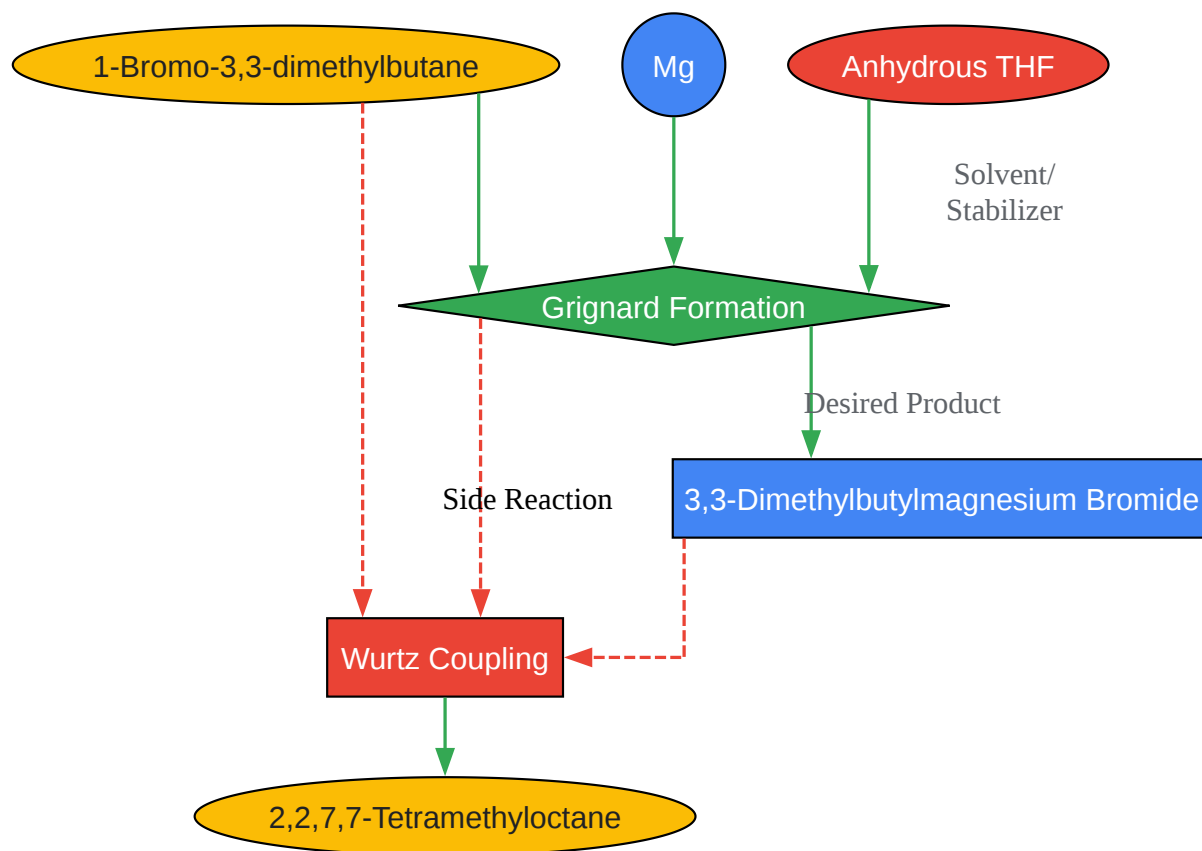 1-Bromo-3,3-dimethylbutane
Mg
Anhydrous THF
Solvent/
Stabilizer
Grignard Formation
Desired Product
Side Reaction
3,3-Dimethylbutylmagnesium Bromide
Wurtz Coupling
2,2,7,7-Tetramethyloctane